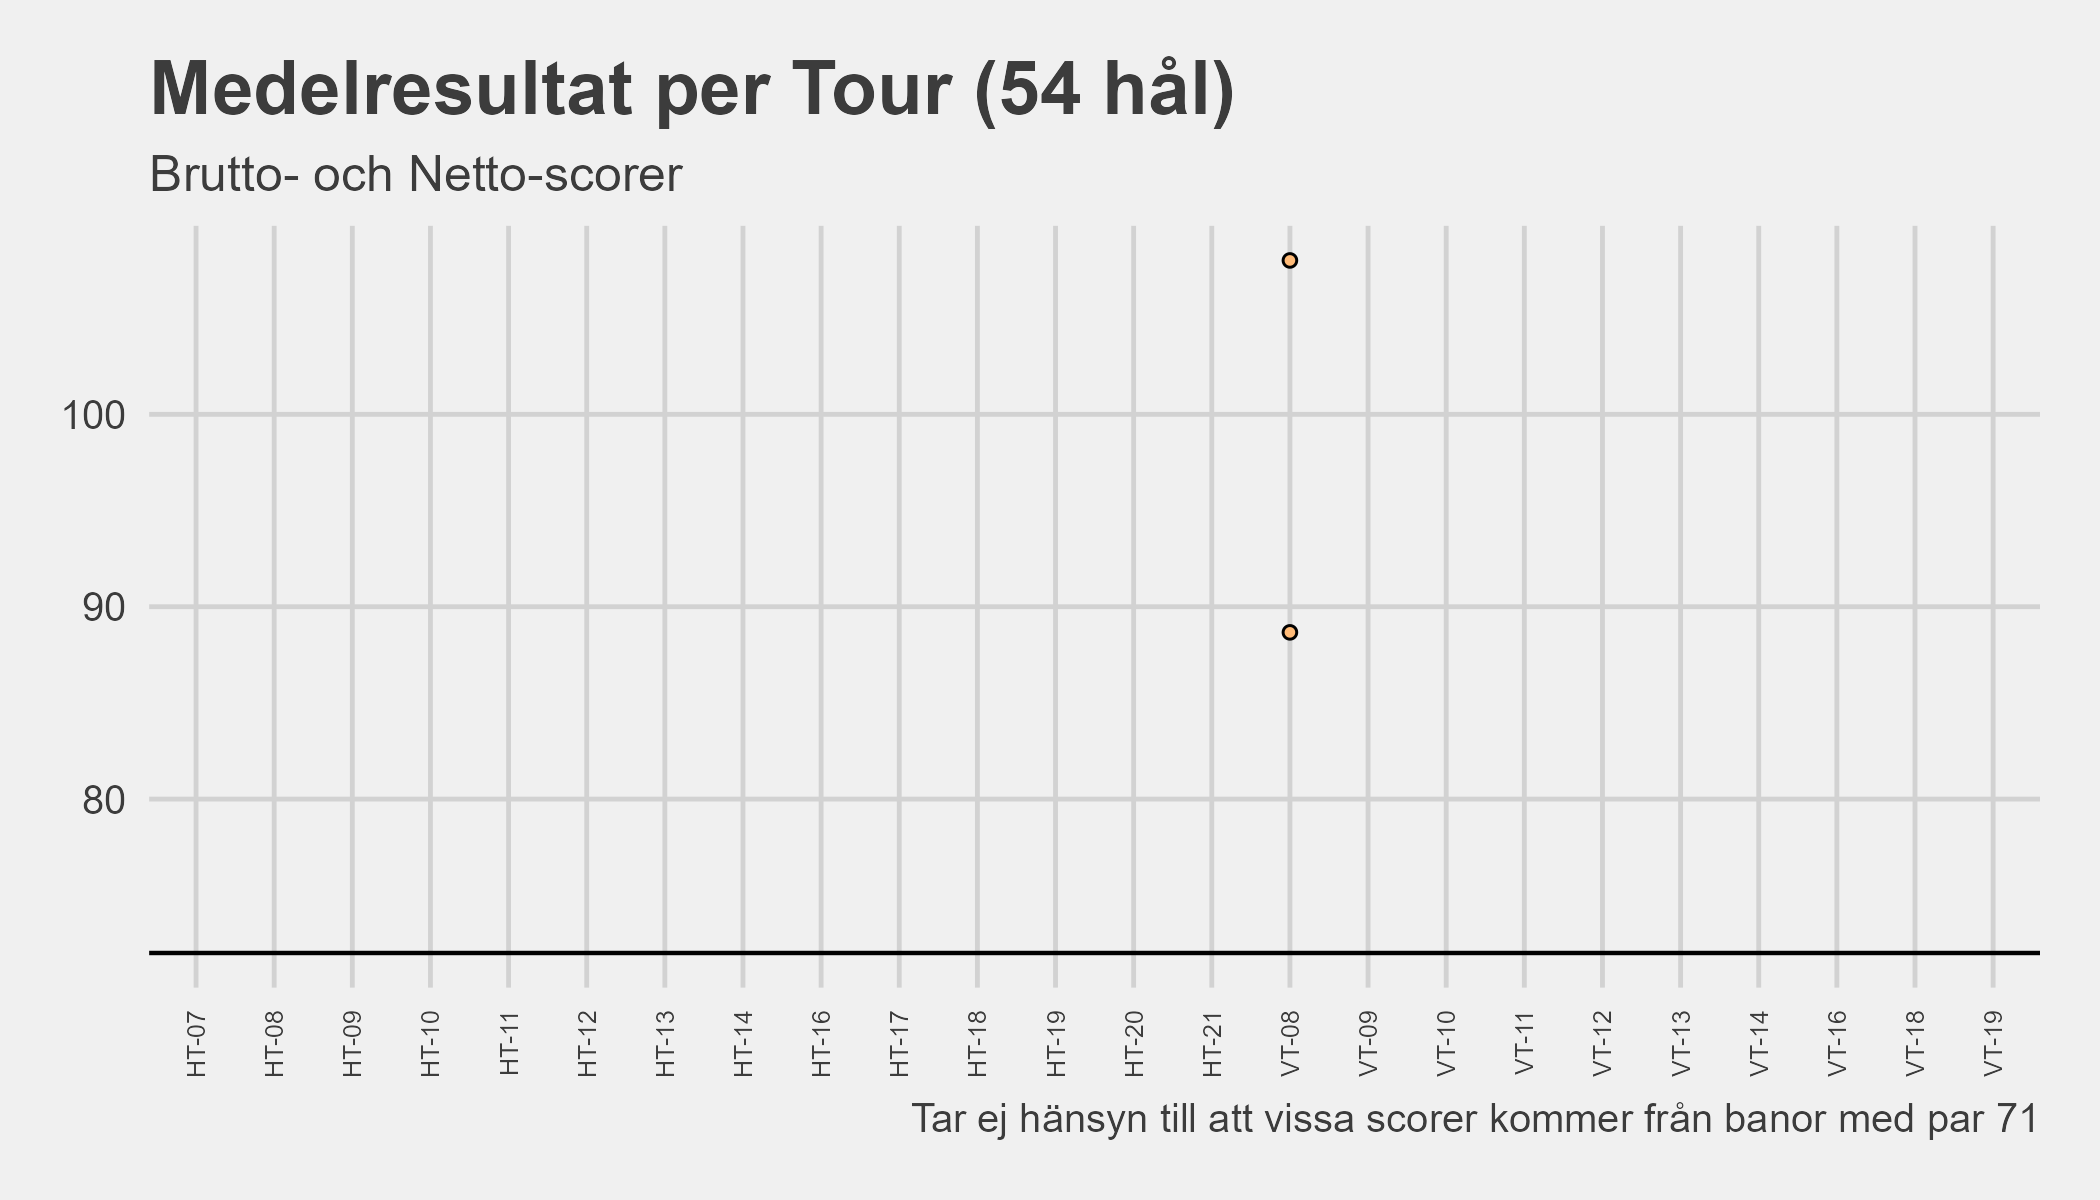 Medelresultat per Tour (54 hål)
Brutto- och Netto-scorer
100
90
80
HT-07
HT-08
HT-09
HT-10
HT-11
HT-12
HT-13
HT-14
HT-16
HT-17
HT-18
HT-19
HT-20
HT-21
VT-08
VT-09
VT-10
VT-11
VT-12
VT-13
VT-14
VT-16
VT-18
VT-19
Tar ej hänsyn till att vissa scorer kommer från banor med par 71